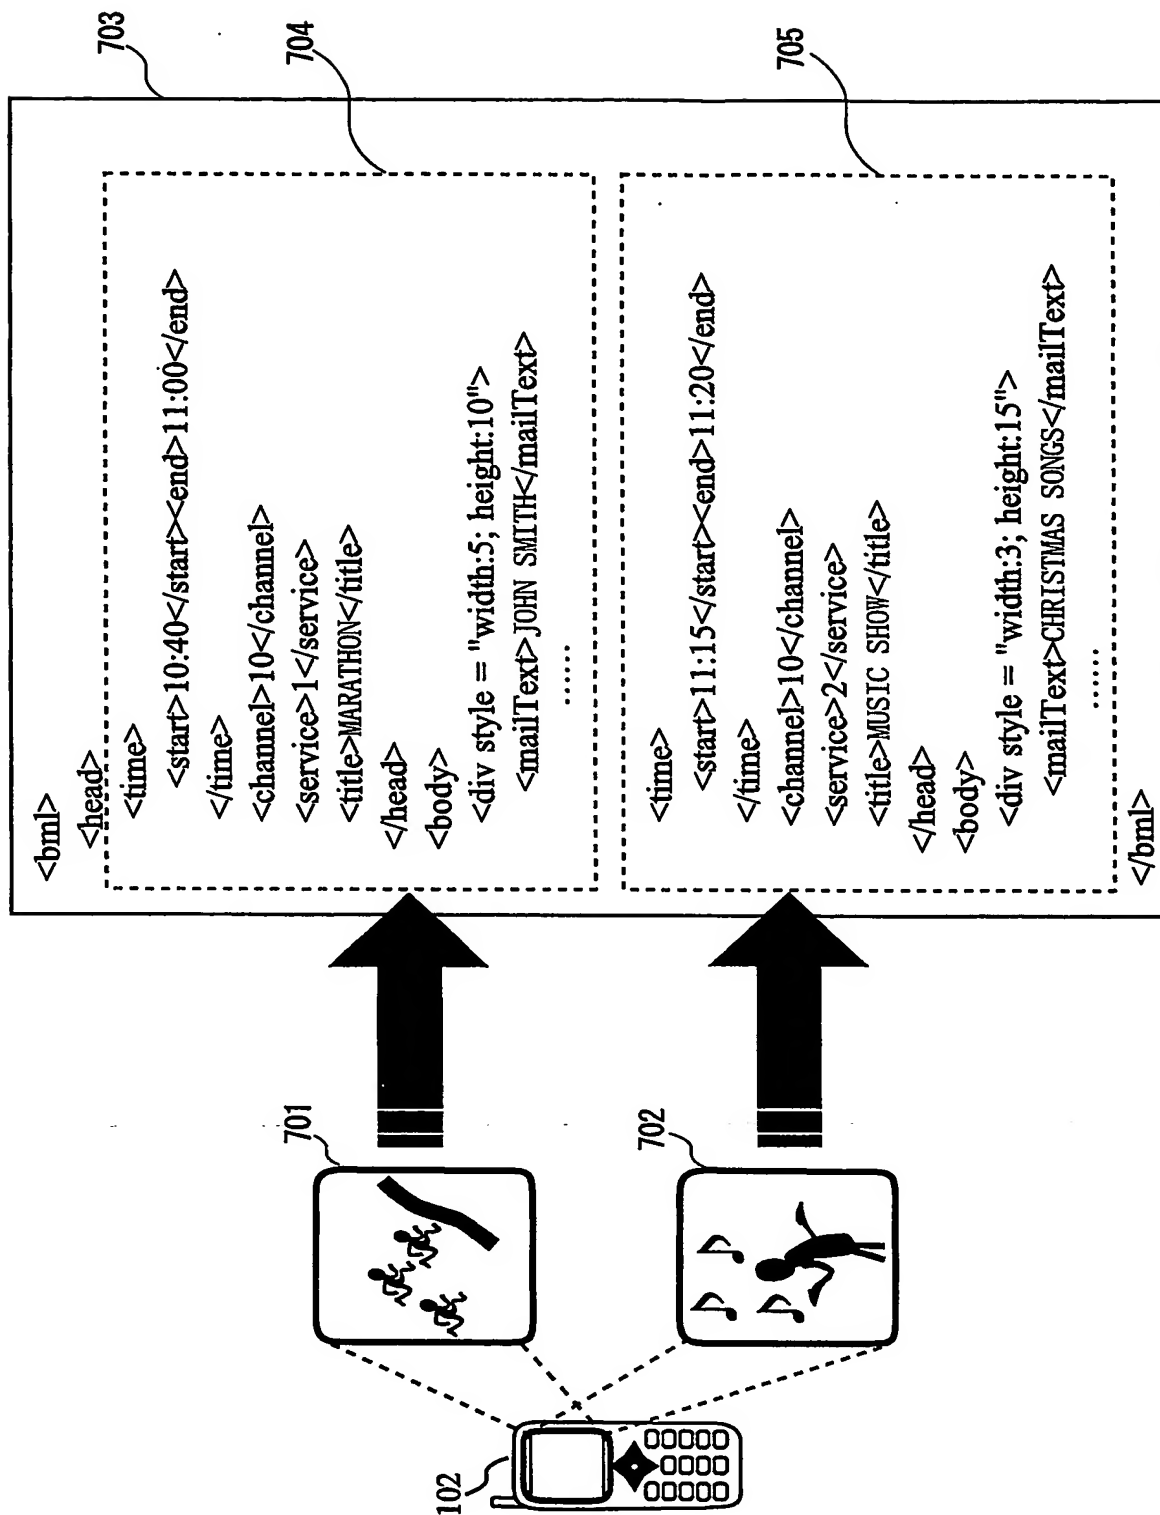 703
<bml>
<head>
704
<time>
<start>10:40</start><end>11:00</end>
</time>
<channel>10</channel>
<service>1</service>
<title>MARATHON</title>
</head>
<body>
<div style = "width:5; height:10">
<mailText>JOHN SMITH</mailText>
......
705
<time>
<start>11:15</start><end>11:20</end>
</time>
<channel>10</channel>
<service>2</service>
<title>MUSIC SHOW</title>
</head>
<body>
<div style = "width:3; height:15">
<mailText>CHRISTMAS SONGS</mailText>
......
</bml>
701
702
102